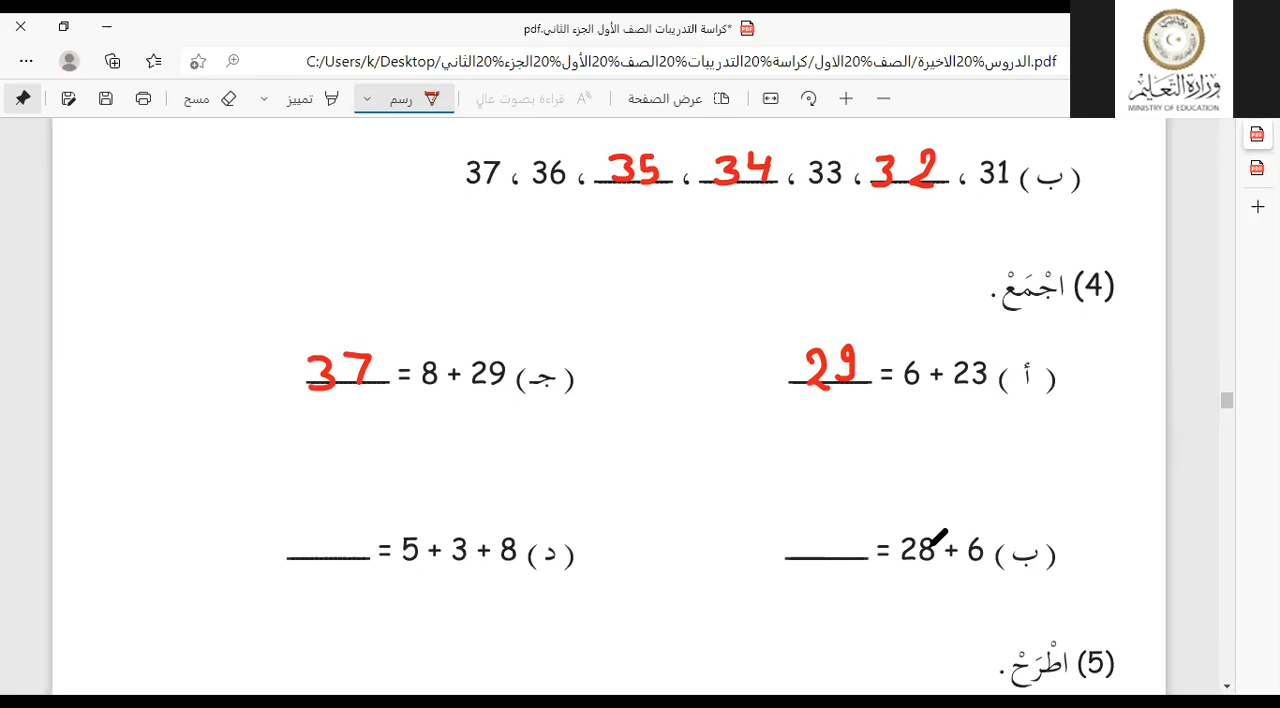 كراسة التدريبات الصف الأول الجزء الثاني.pdf*
C:/Users/k/Desktop/الدروس%20الاخيرة/الصف%20الاول/كراسة%20التدريبات%20الصف%20الأول%20الجزء%20الثاني.pdf
عرض الصفحة قراءة بصوت عالٍ رسم تمييز مسح
وزارة التعليم
MINISTRY OF EDUCATION
(ب) 31 ، 32 ، 33 ، 34 ، 35 ، 36 ، 37
(4) اجْمَعْ .
(أ) 23 + 6 = 29
(جـ) 29 + 8 = 37
(ب) 6 + 28 = ____
(د) 8 + 3 + 5 = ____
(5) اطْرَحْ .